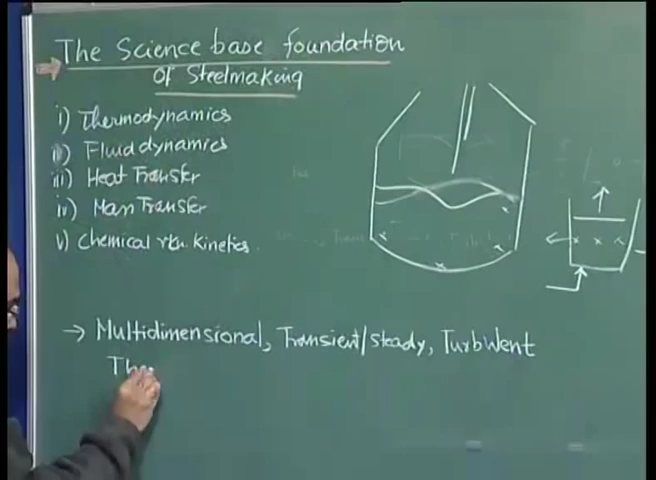 The Science base foundation
of Steelmaking
i) Thermodynamics
ii) Fluid dynamics
iii) Heat Transfer
iv) Mass Transfer
v) Chemical rxn. kinetics
→ Multidimensional, Transient/Steady, Turbulent
The